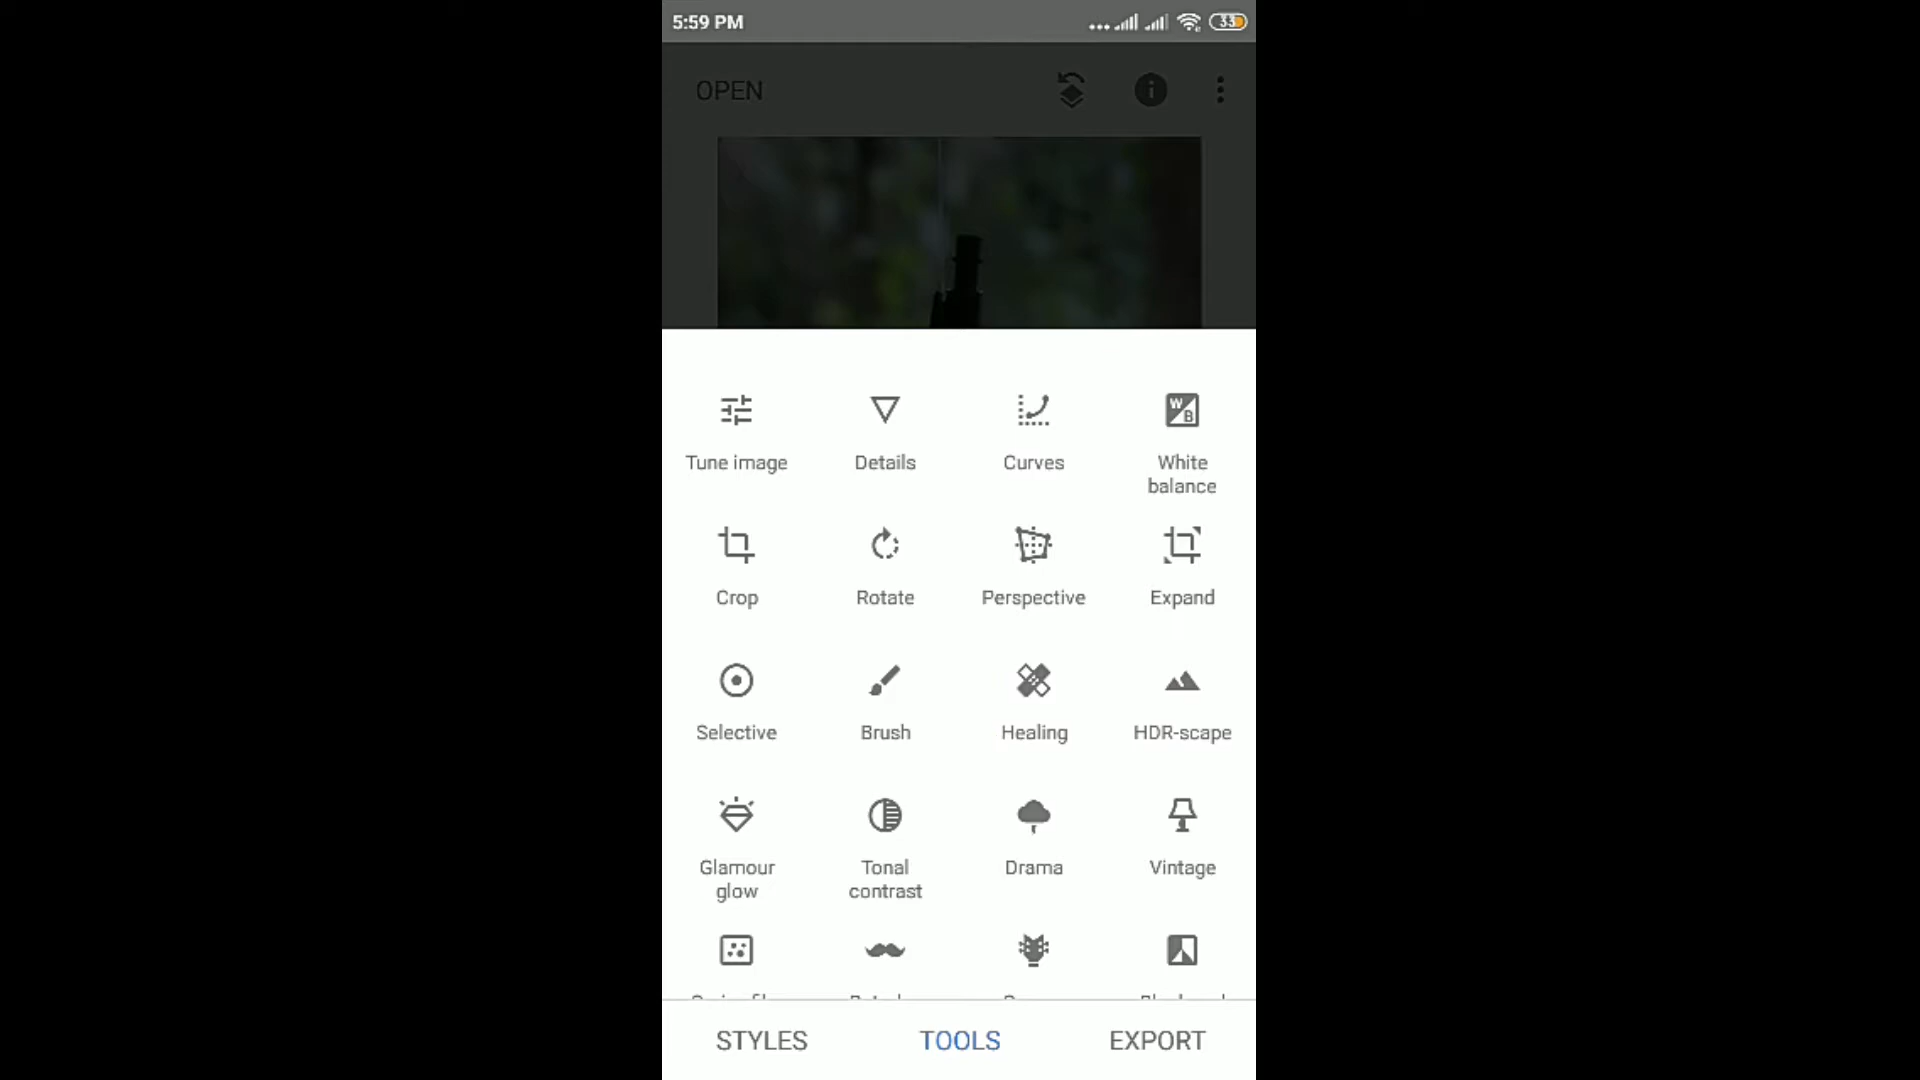 5:59 PM
33
OPEN
Tune image
Details
Curves
White
balance
Crop
Rotate
Perspective
Expand
Selective
Brush
Healing
HDR-scape
Glamour
glow
Tonal
contrast
Drama
Vintage
STYLES
TOOLS
EXPORT